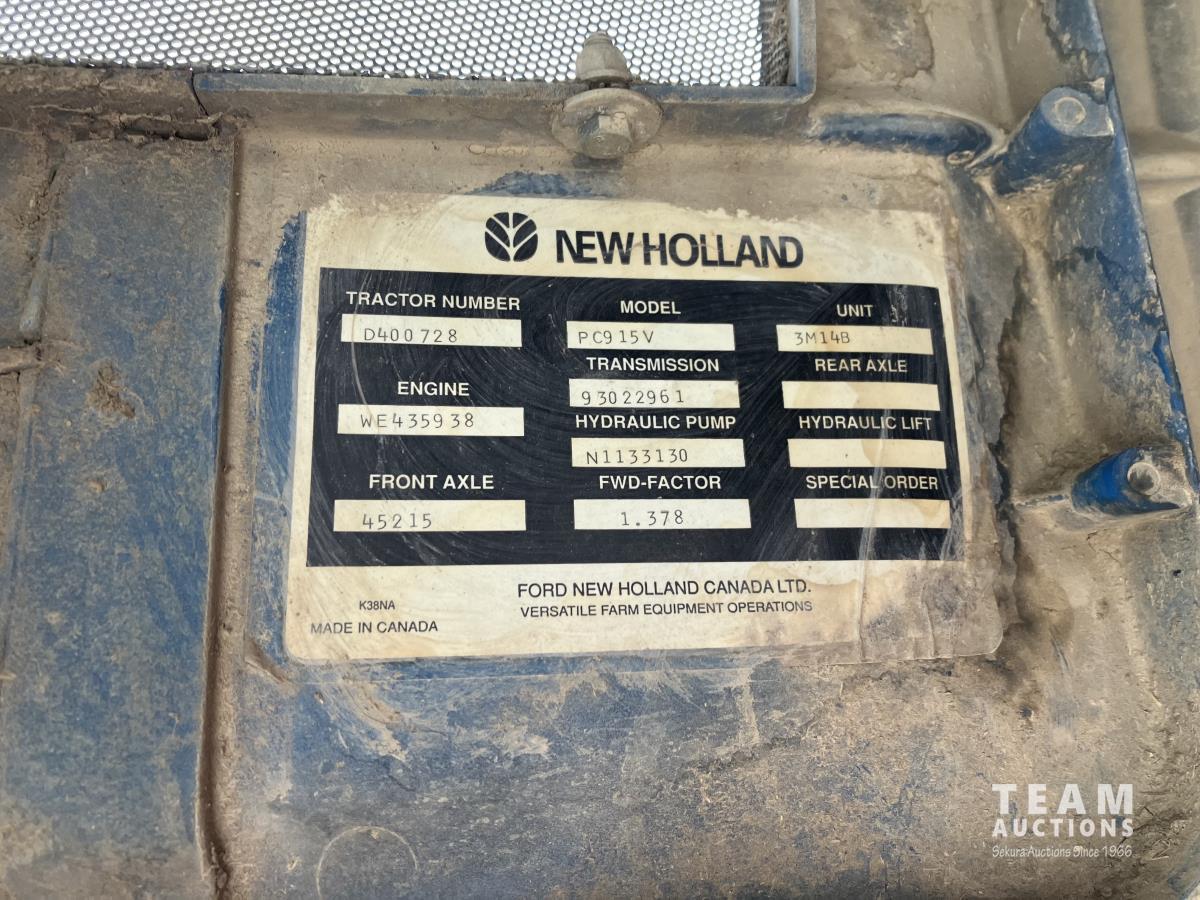 NEW HOLLAND
TRACTOR NUMBER MODEL UNIT
D400728 PC915V 3M14B
TRANSMISSION REAR AXLE
ENGINE 93022961
WE435938 HYDRAULIC PUMP HYDRAULIC LIFT
N1133130
FRONT AXLE FWD-FACTOR SPECIAL ORDER
45215 1.378
FORD NEW HOLLAND CANADA LTD.
K38NA VERSATILE FARM EQUIPMENT OPERATIONS
MADE IN CANADA
TEAM
AUCTIONS
Sekura Auctions Since 1966